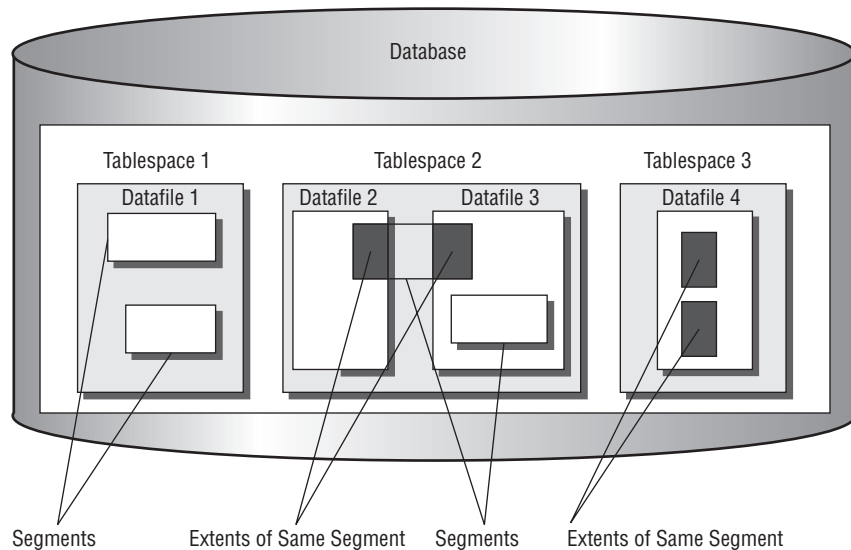 Database
Tablespace 1 Tablespace 2 Tablespace 3
Datafile 1 Datafile 2 Datafile 3 Datafile 4
Segments Extents of Same Segment Segments Extents of Same Segment